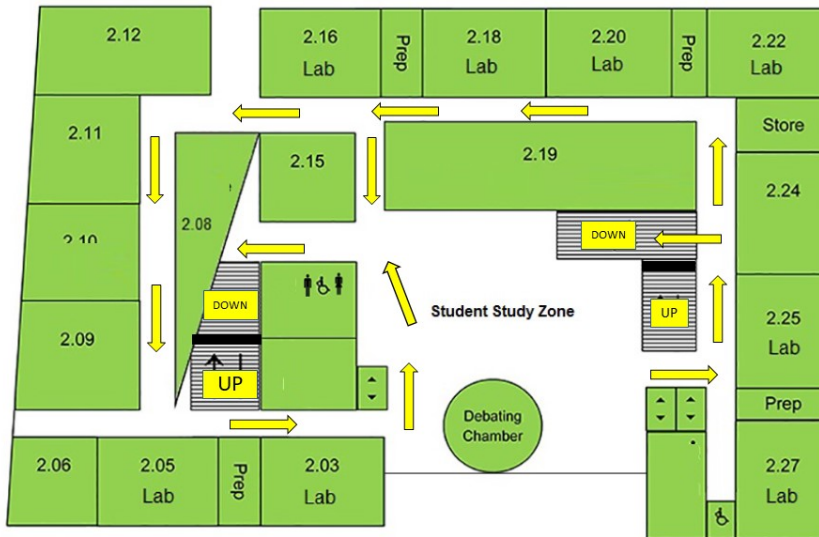 2.12
2.16
Lab
Prep
2.18
Lab
2.20
Lab
Prep
2.22
Lab
2.11
2.15
2.19
Store
2.24
2.08
2.10
DOWN
DOWN
Student Study Zone
UP
2.09
2.25
Lab
UP
Prep
Debating
Chamber
2.06
2.05
Lab
Prep
2.03
Lab
2.27
Lab